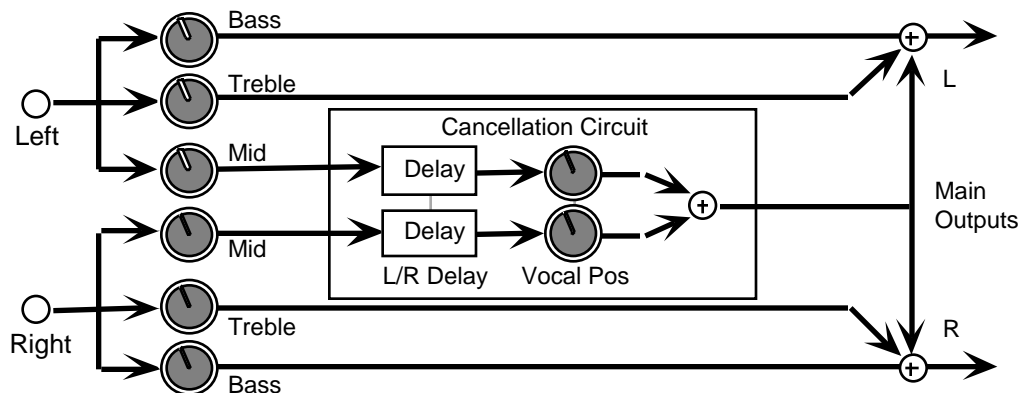 Bass
Treble
L
Left
Cancellation Circuit
Mid
Delay
Main
Outputs
Delay
Mid
L/R Delay
Vocal Pos
Treble
R
Right
Bass